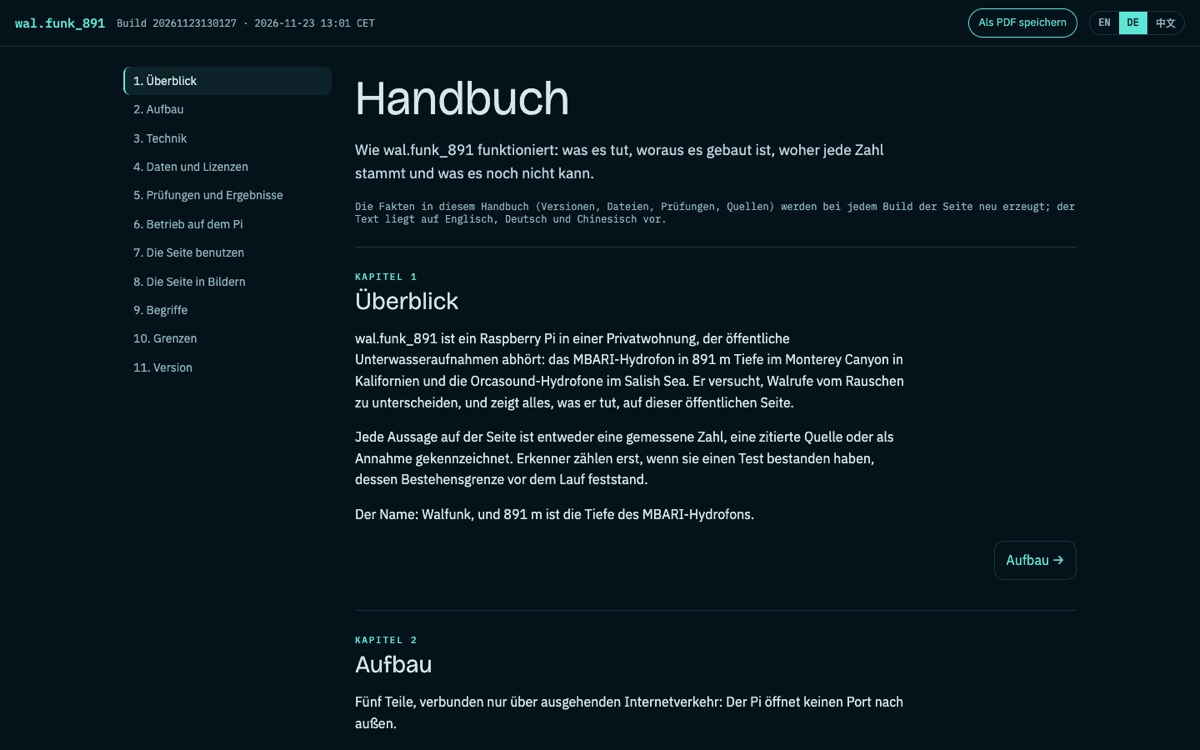 wal.funk_891 Build 20261123130127 · 2026-11-23 13:01 CET
Als PDF speichern
EN DE 中文
1. Überblick
2. Aufbau
3. Technik
4. Daten und Lizenzen
5. Prüfungen und Ergebnisse
6. Betrieb auf dem Pi
7. Die Seite benutzen
8. Die Seite in Bildern
9. Begriffe
10. Grenzen
11. Version
Handbuch
Wie wal.funk_891 funktioniert: was es tut, woraus es gebaut ist, woher jede Zahl
stammt und was es noch nicht kann.
Die Fakten in diesem Handbuch (Versionen, Dateien, Prüfungen, Quellen) werden bei jedem Build der Seite neu erzeugt; der
Text liegt auf Englisch, Deutsch und Chinesisch vor.
KAPITEL 1
Überblick
wal.funk_891 ist ein Raspberry Pi in einer Privatwohnung, der öffentliche
Unterwasseraufnahmen abhört: das MBARI-Hydrofon in 891 m Tiefe im Monterey Canyon in
Kalifornien und die Orcasound-Hydrofone im Salish Sea. Er versucht, Walrufe vom Rauschen
zu unterscheiden, und zeigt alles, was er tut, auf dieser öffentlichen Seite.
Jede Aussage auf der Seite ist entweder eine gemessene Zahl, eine zitierte Quelle oder als
Annahme gekennzeichnet. Erkenner zählen erst, wenn sie einen Test bestanden haben,
dessen Bestehensgrenze vor dem Lauf feststand.
Der Name: Walfunk, und 891 m ist die Tiefe des MBARI-Hydrofons.
Aufbau →
KAPITEL 2
Aufbau
Fünf Teile, verbunden nur über ausgehenden Internetverkehr: Der Pi öffnet keinen Port nach
außen.